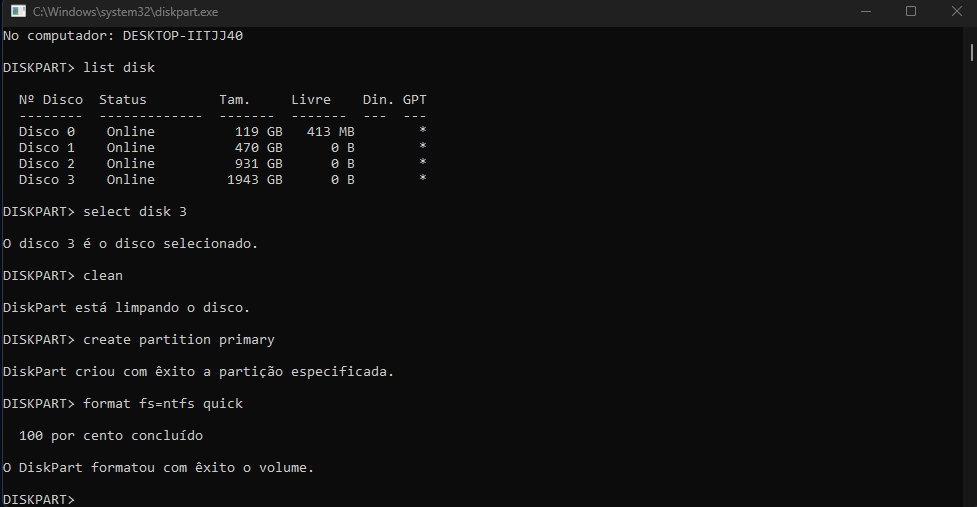 C:\Windows\system32\diskpart.exe
No computador: DESKTOP-IITJJ40
DISKPART> list disk
Nº Disco  Status         Tam.     Livre    Din.  GPT
--------  -------------  -------  -------  ---  ---
Disco 0    Online          119 GB   413 MB        *
Disco 1    Online          470 GB      0 B        *
Disco 2    Online          931 GB      0 B        *
Disco 3    Online         1943 GB      0 B        *
DISKPART> select disk 3
O disco 3 é o disco selecionado.
DISKPART> clean
DiskPart está limpando o disco.
DISKPART> create partition primary
DiskPart criou com êxito a partição especificada.
DISKPART> format fs=ntfs quick
100 por cento concluído
O DiskPart formatou com êxito o volume.
DISKPART>